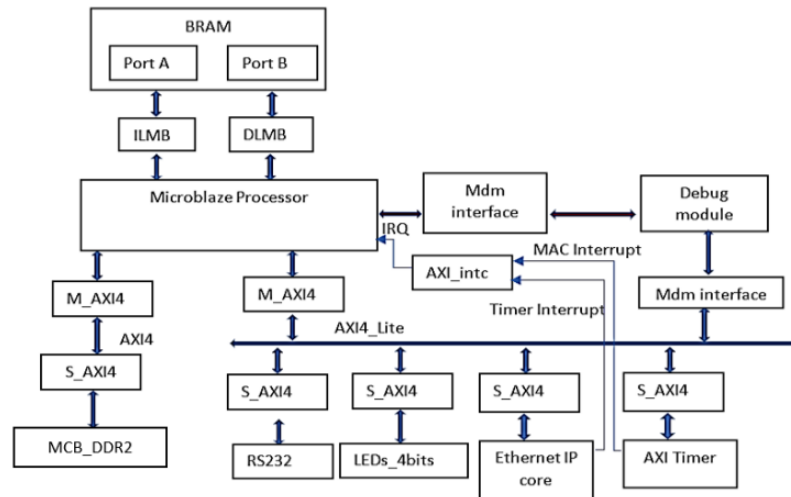 BRAM
Port A
Port B
ILMB
DLMB
Microblaze Processor
Mdm
interface
Debug
module
IRQ
MAC Interrupt
AXI_intc
M_AXI4
M_AXI4
Timer Interrupt
Mdm interface
AXI4
AXI4_Lite
S_AXI4
S_AXI4
S_AXI4
S_AXI4
S_AXI4
MCB_DDR2
RS232
LEDs_4bits
Ethernet IP
core
AXI Timer